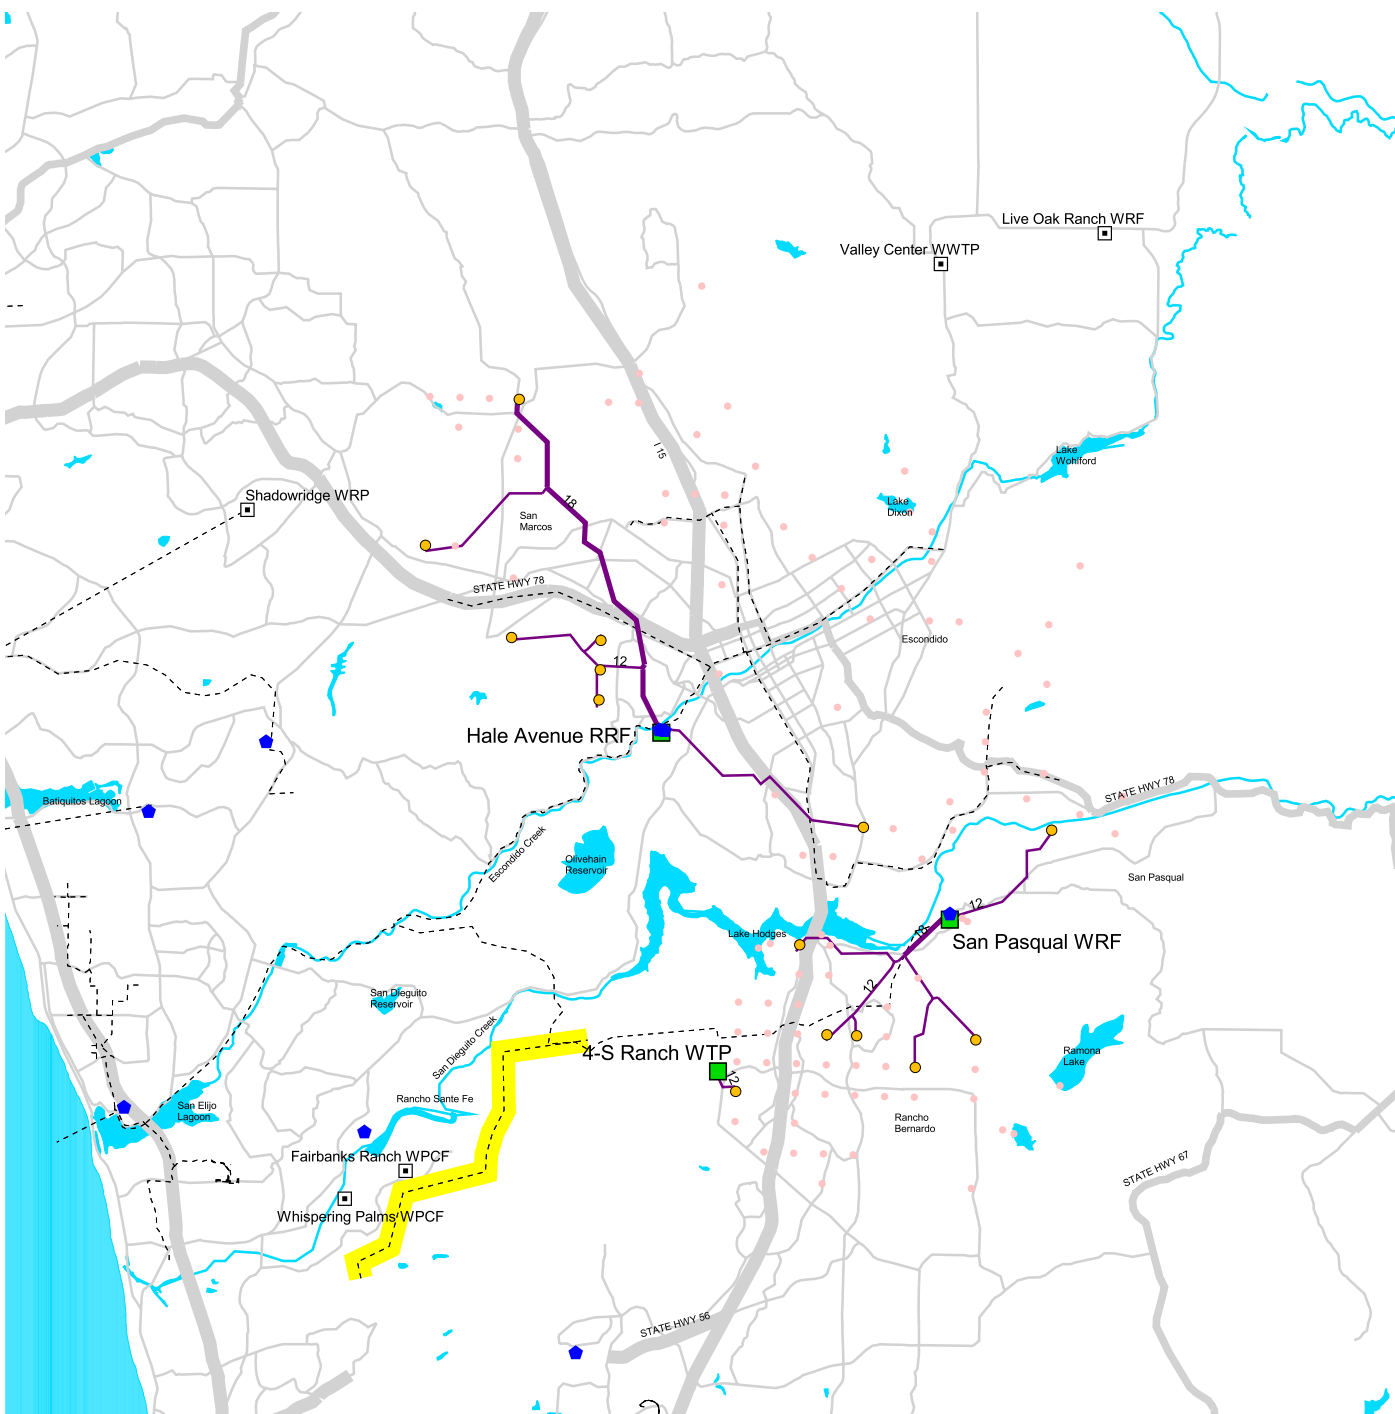 Live Oak Ranch WRF
Valley Center WWTP
I 15
Lake
Wohlford
Shadowridge WRP
18
Lake
Dixon
San
Marcos
STATE HWY 78
Escondido
12
Hale Avenue RRF
STATE HWY 78
Batiquitos Lagoon
Escondido Creek
Olivehain
Reservoir
San Pasqual
12
Lake Hodges
18
San Pasqual WRF
12
San Dieguito
Reservoir
San Dieguito Creek
4-S Ranch WTP
12
Ramona
Lake
San Elijo
Lagoon
Rancho Sante Fe
Rancho
Bernardo
Fairbanks Ranch WPCF
STATE HWY 67
Whispering Palms WPCF
STATE HWY 56